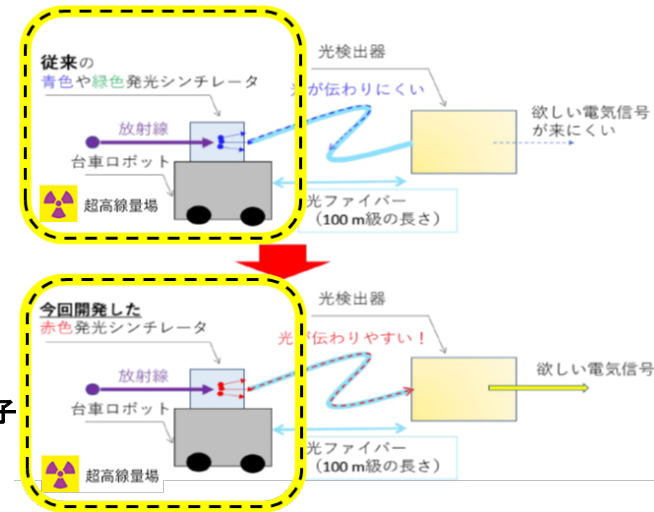 従来の
青色や緑色発光シンチレータ
放射線
台車ロボット
超高線量場
光検出器
光が伝わりにくい
欲しい電気信号
が来にくい
光ファイバー
（100 m級の長さ）
今回開発した
赤色発光シンチレータ
放射線
台車ロボット
超高線量場
光検出器
光が伝わりやすい！
欲しい電気信号
光ファイバー
（100 m級の長さ）
子